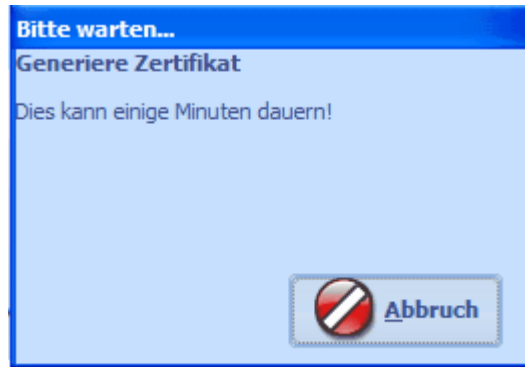 Bitte warten...
Generiere Zertifikat
Dies kann einige Minuten dauern!
Abbruch